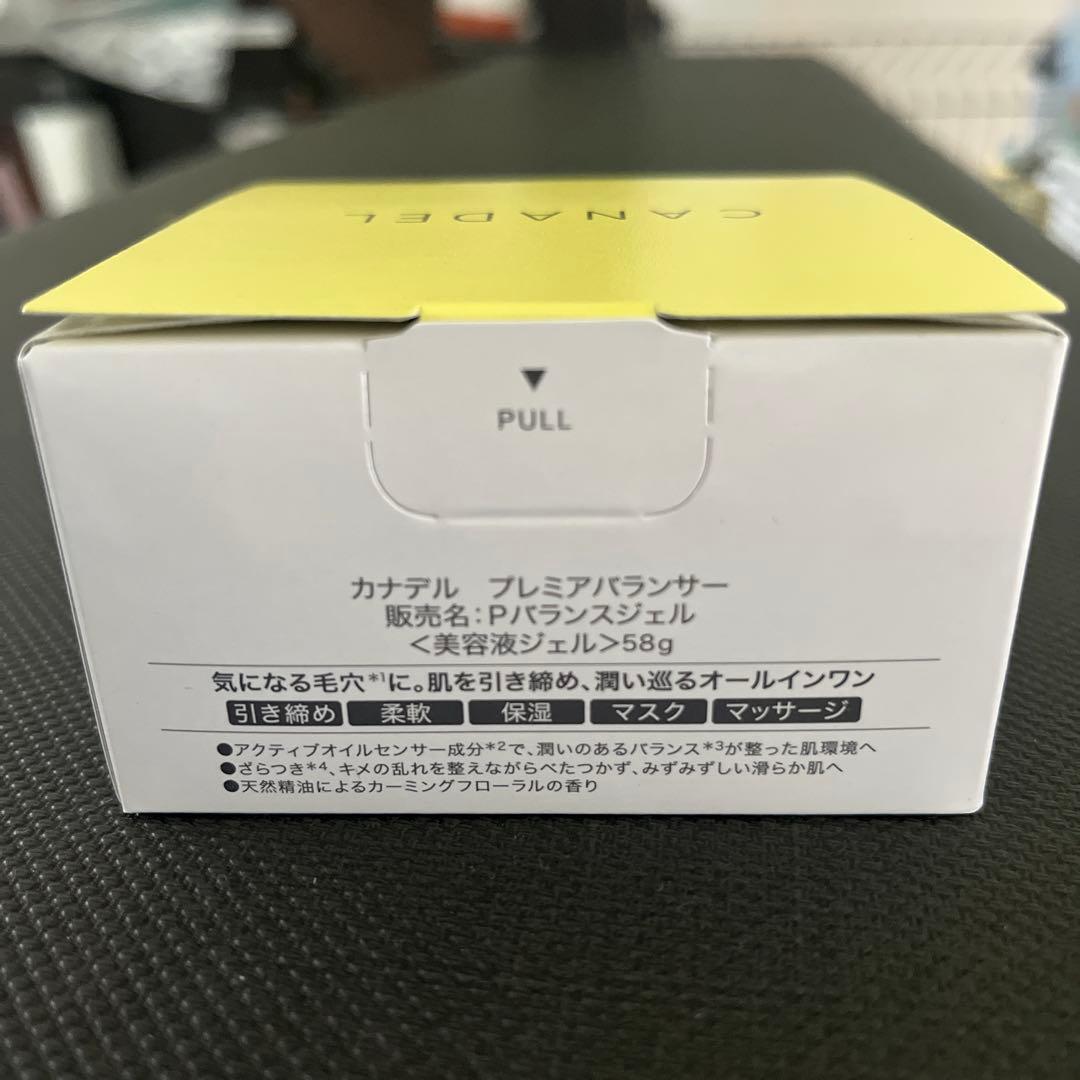 CANADEL
▼
PULL
カナデル　プレミアバランサー
販売名：Pバランスジェル
＜美容液ジェル＞58g
気になる毛穴*1に。肌を引き締め、潤い巡るオールインワン
引き締め 柔軟 保湿 マスク マッサージ
●アクティブオイルセンサー成分*2で、潤いのあるバランス*3が整った肌環境へ
●ざらつき*4、キメの乱れを整えながらべたつかず、みずみずしい滑らか肌へ
●天然精油によるカーミングフローラルの香り